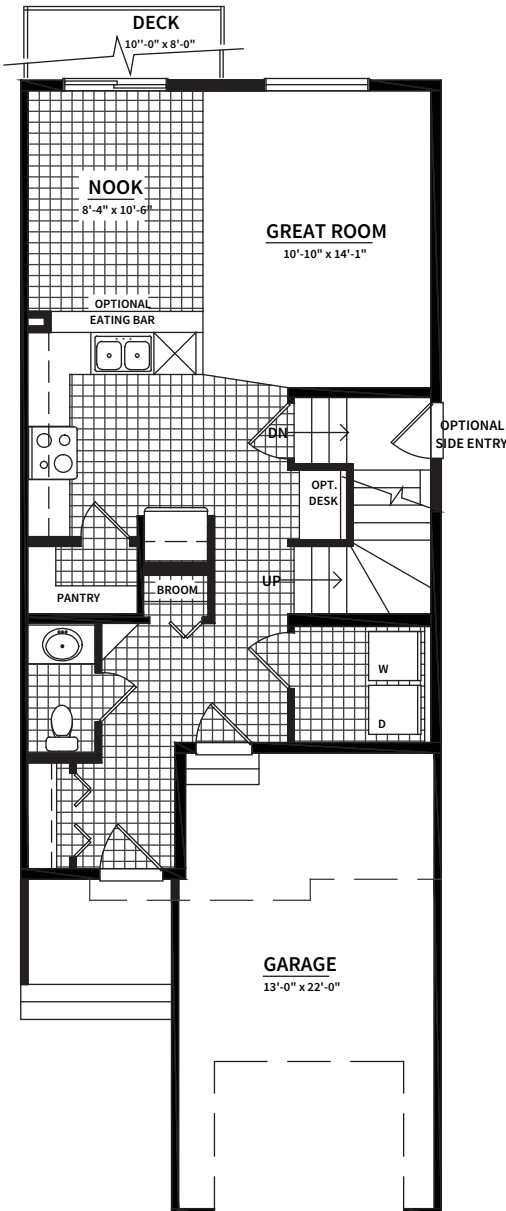 DECK
10''-0" x 8'-0"
NOOK
8'-4" x 10'-6"
GREAT ROOM
10'-10" x 14'-1"
OPTIONAL
EATING BAR
DN
OPTIONAL
SIDE ENTRY
OPT.
DESK
UP
PANTRY
BROOM
W
D
GARAGE
13'-0" x 22'-0"